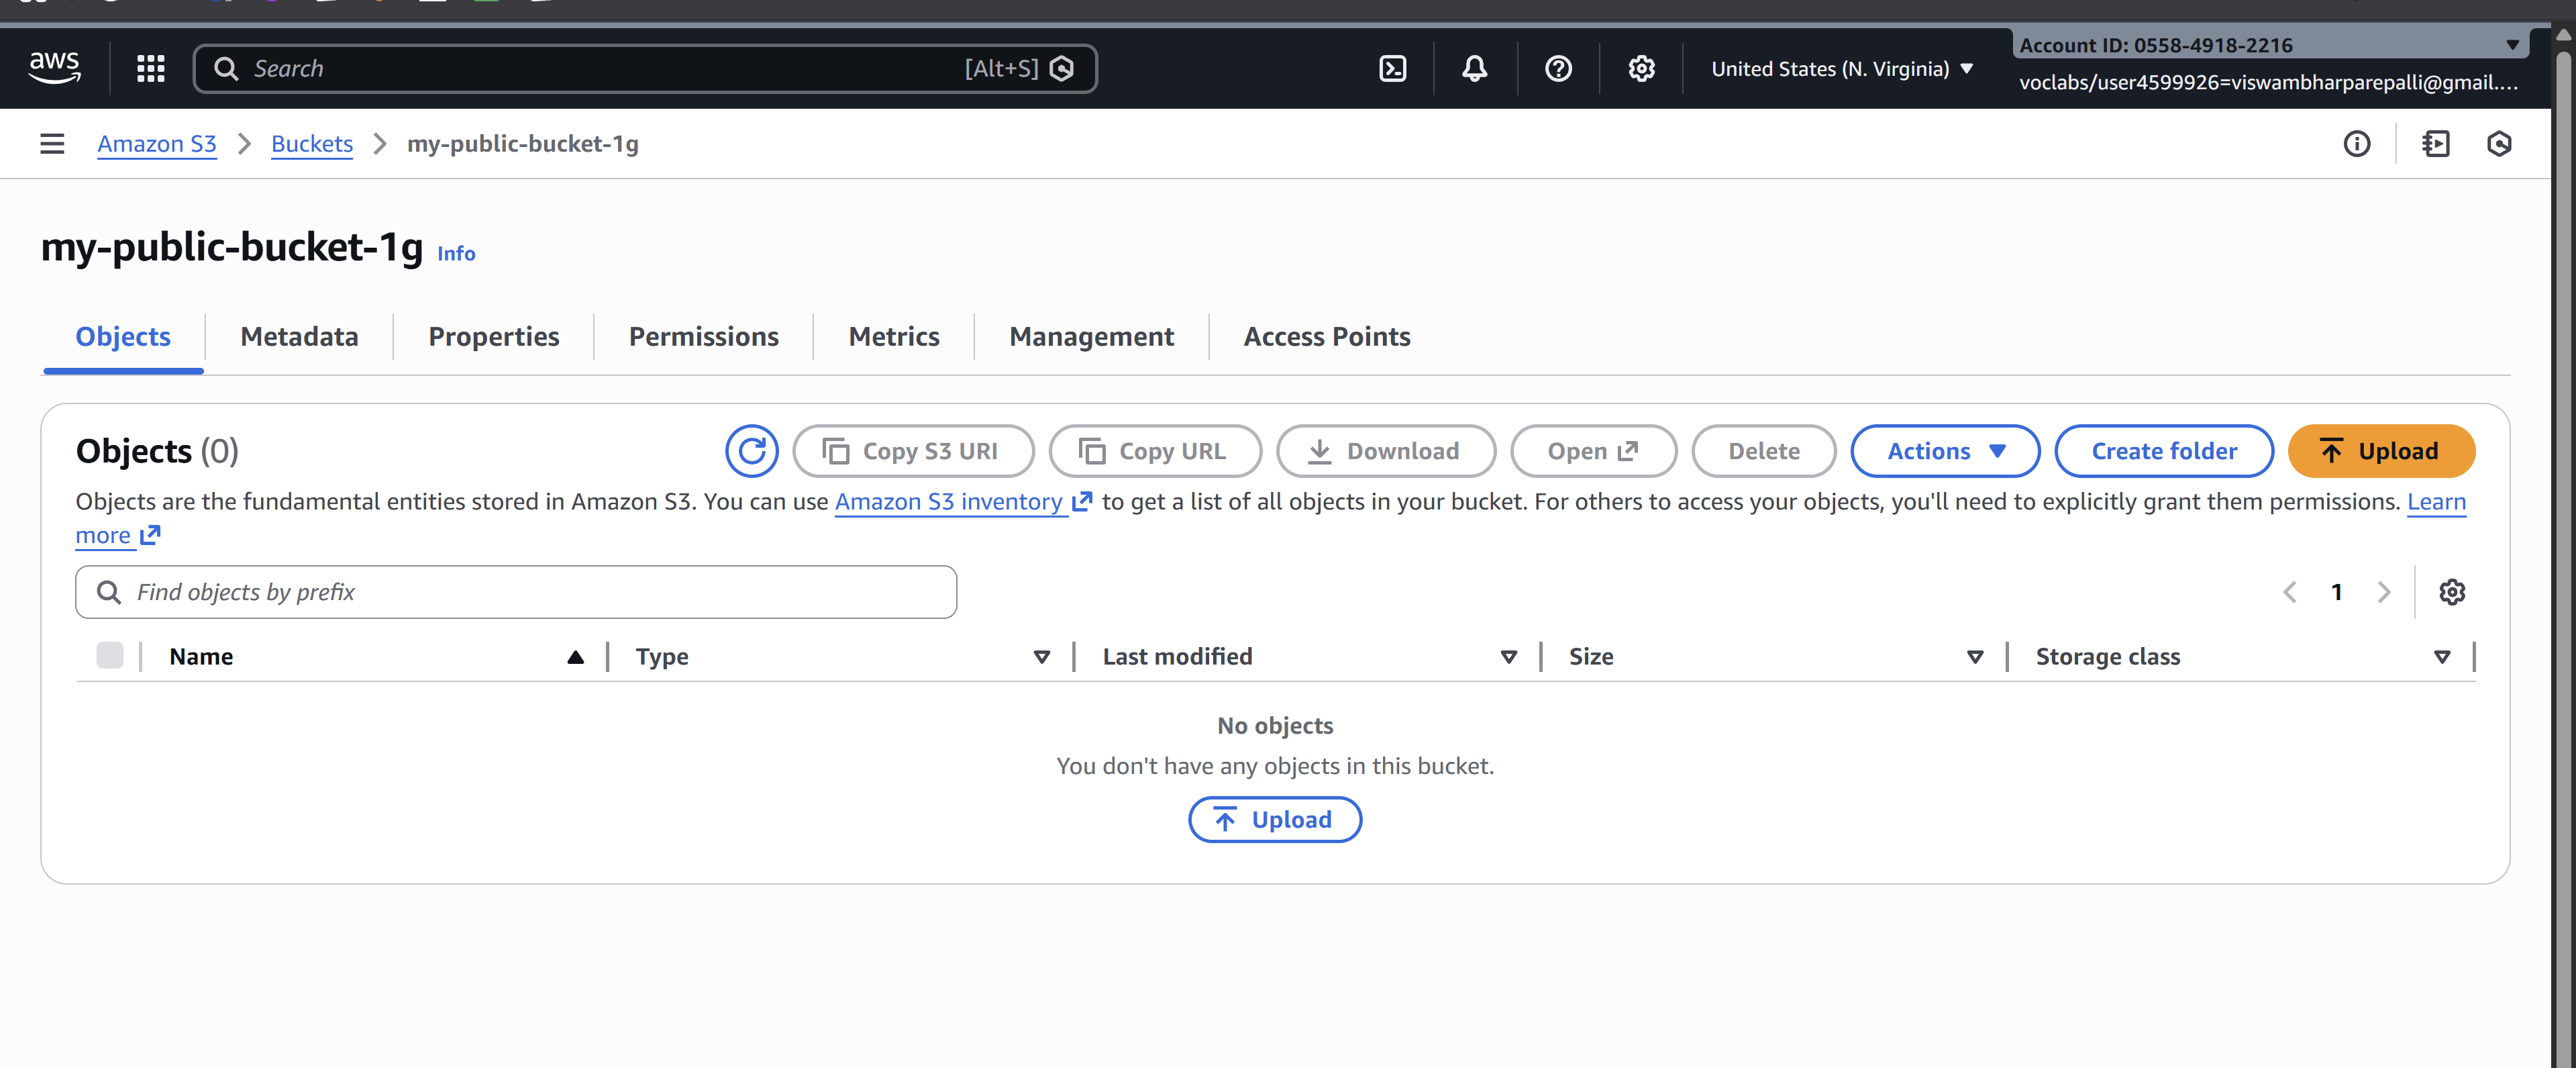 aws
Search [Alt+S]
United States (N. Virginia)
Account ID: 0558-4918-2216
voclabs/user4599926=viswambharparepalli@gmail....
Amazon S3 Buckets my-public-bucket-1g
my-public-bucket-1g Info
Objects Metadata Properties Permissions Metrics Management Access Points
Objects (0)
Copy S3 URI Copy URL Download Open Delete Actions Create folder Upload
Objects are the fundamental entities stored in Amazon S3. You can use Amazon S3 inventory to get a list of all objects in your bucket. For others to access your objects, you'll need to explicitly grant them permissions. Learn
more
Find objects by prefix
1
Name Type Last modified Size Storage class
No objects
You don't have any objects in this bucket.
Upload